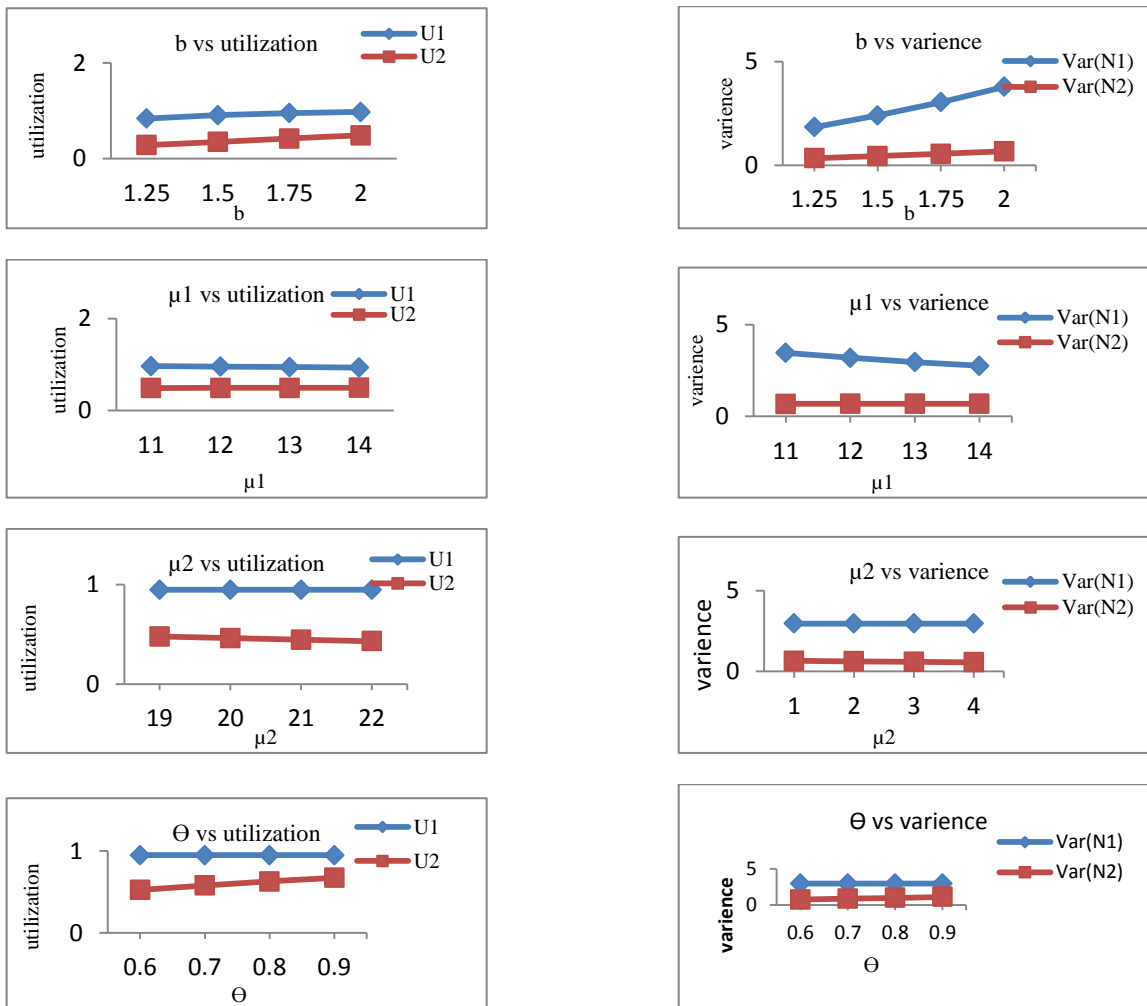 b vs utilization
U1
U2
2
0
utilization
1.25 1.5 1.75 2
b
b vs varience
Var(N1)
Var(N2)
5
0
varience
1.25 1.5 1.75 2
b
µ1 vs utilization
U1
U2
2
0
utilization
11 12 13 14
µ1
µ1 vs varience
Var(N1)
Var(N2)
5
0
varience
11 12 13 14
µ1
µ2 vs utilization
U1
U2
1
0
utilization
19 20 21 22
µ2
µ2 vs varience
Var(N1)
Var(N2)
5
0
varience
1 2 3 4
µ2
ϴ vs utilization
U1
U2
1
0
utilization
0.6 0.7 0.8 0.9
ϴ
ϴ vs varience
Var(N1)
Var(N2)
5
0
varience
0.6 0.7 0.8 0.9
ϴ